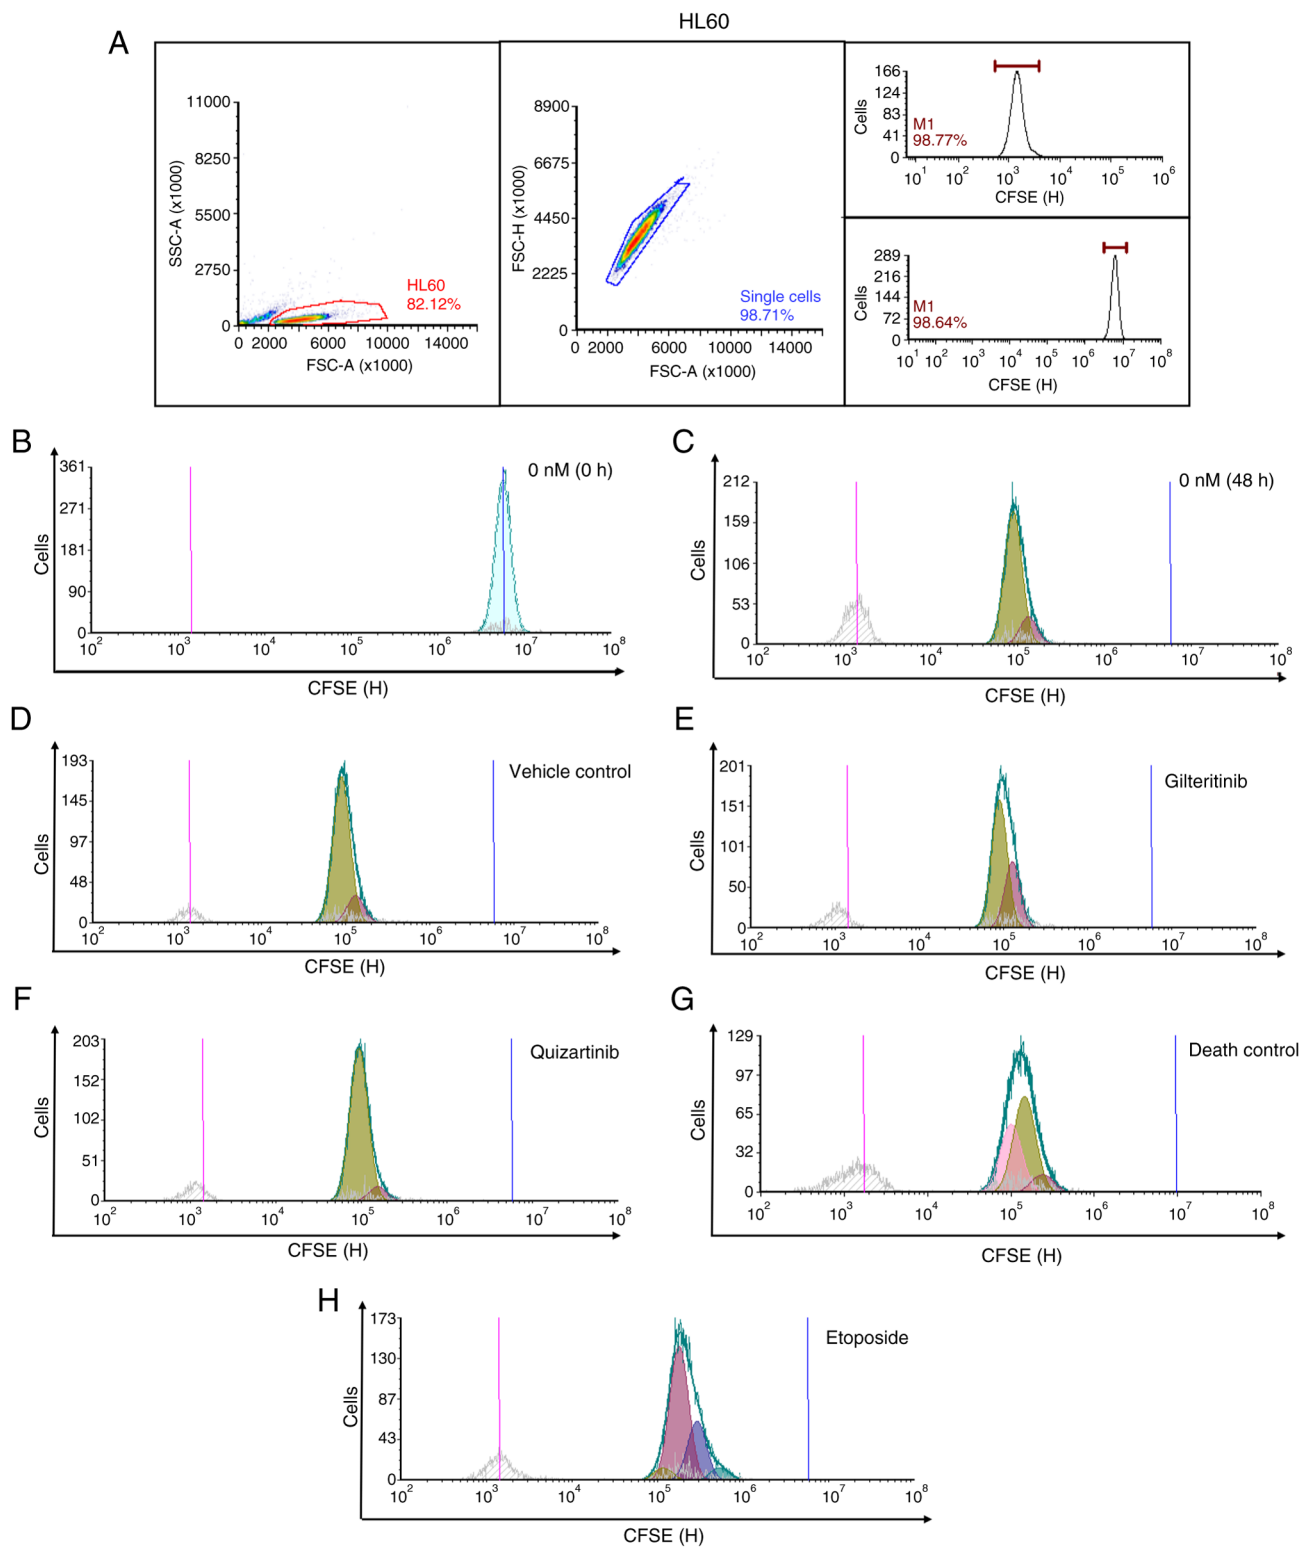 HL60
A
11000
8250
5500
2750
0
SSC-A (x1000)
HL60
82.12%
0 2000 6000 10000 14000
FSC-A (x1000)
8900
6675
4450
2225
0
FSC-H (x1000)
Single cells
98.71%
0 2000 6000 10000 14000
FSC-A (x1000)
166
124
83
41
0
Cells
M1
98.77%
10^1 10^2 10^3 10^4 10^5 10^6
CFSE (H)
289
216
144
72
0
Cells
M1
98.64%
10^1 10^2 10^3 10^4 10^5 10^6 10^7 10^8
CFSE (H)
B
0 nM (0 h)
361
271
181
90
0
Cells
10^2 10^3 10^4 10^5 10^6 10^7 10^8
CFSE (H)
C
0 nM (48 h)
212
159
106
53
0
Cells
10^2 10^3 10^4 10^5 10^6 10^7 10^8
CFSE (H)
D
Vehicle control
193
145
97
48
0
Cells
10^2 10^3 10^4 10^5 10^6 10^7 10^8
CFSE (H)
E
Gilteritinib
201
151
101
50
0
Cells
10^2 10^3 10^4 10^5 10^6 10^7 10^8
CFSE (H)
F
Quizartinib
203
152
102
51
0
Cells
10^2 10^3 10^4 10^5 10^6 10^7 10^8
CFSE (H)
G
Death control
129
97
65
32
0
Cells
10^2 10^3 10^4 10^5 10^6 10^7 10^8
CFSE (H)
H
Etoposide
173
130
87
43
0
Cells
10^2 10^3 10^4 10^5 10^6 10^7 10^8
CFSE (H)